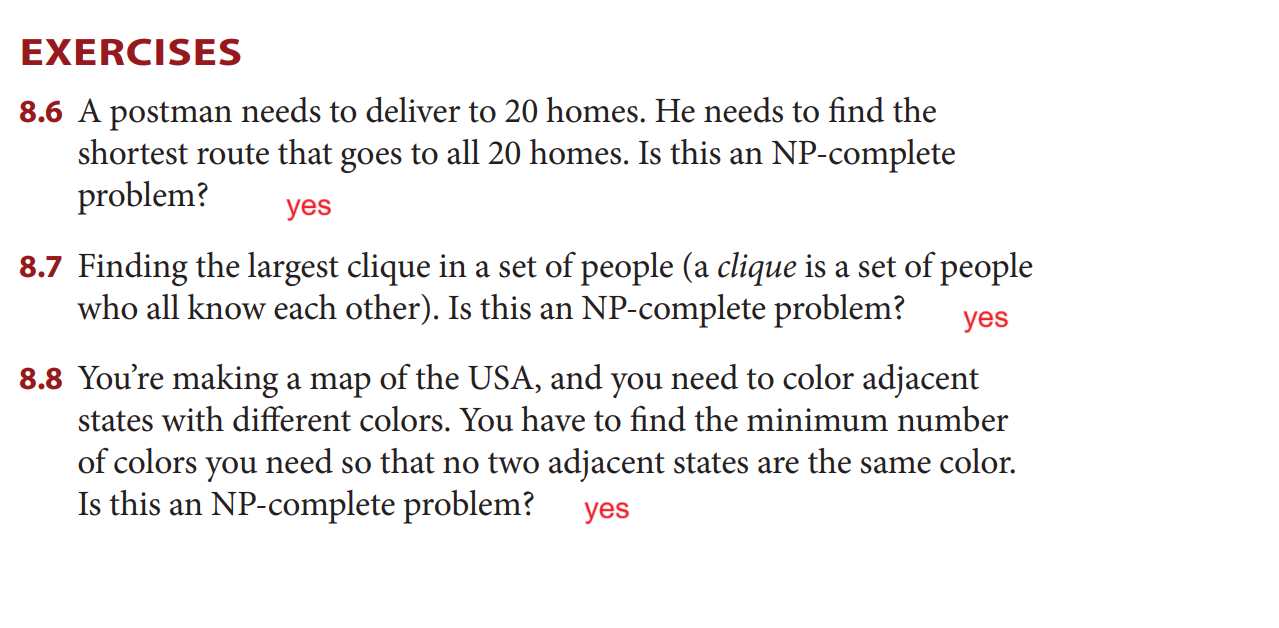 EXERCISES
8.6 A postman needs to deliver to 20 homes. He needs to find the
shortest route that goes to all 20 homes. Is this an NP-complete
problem? yes
8.7 Finding the largest clique in a set of people (a clique is a set of people
who all know each other). Is this an NP-complete problem? yes
8.8 You’re making a map of the USA, and you need to color adjacent
states with different colors. You have to find the minimum number
of colors you need so that no two adjacent states are the same color.
Is this an NP-complete problem? yes